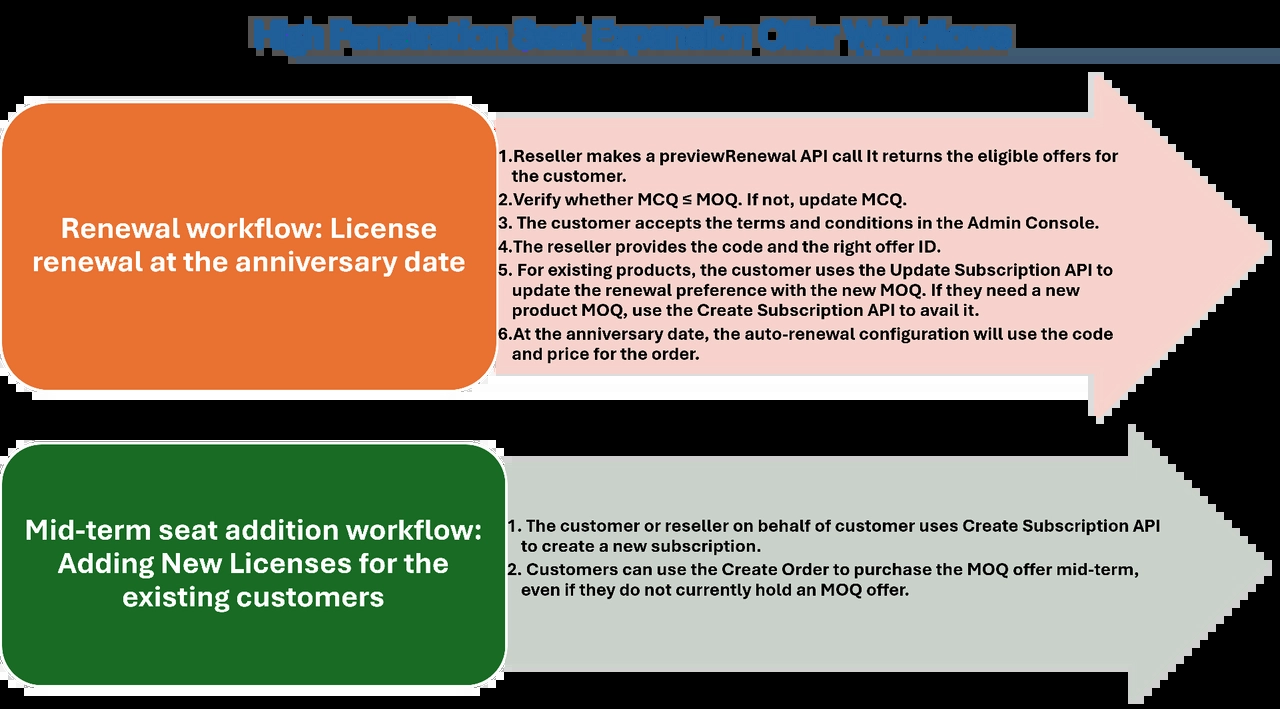 High Penetration Seat Expansion Offer Workflows
Renewal workflow: License
renewal at the anniversary date
1.Reseller makes a previewRenewal API call It returns the eligible offers for
the customer.
2.Verify whether MCQ ≤ MOQ. If not, update MCQ.
3. The customer accepts the terms and conditions in the Admin Console.
4.The reseller provides the code and the right offer ID.
5. For existing products, the customer uses the Update Subscription API to
update the renewal preference with the new MOQ. If they need a new
product MOQ, use the Create Subscription API to avail it.
6.At the anniversary date, the auto-renewal configuration will use the code
and price for the order.
Mid-term seat addition workflow:
Adding New Licenses for the
existing customers
1. The customer or reseller on behalf of customer uses Create Subscription API
to create a new subscription.
2. Customers can use the Create Order to purchase the MOQ offer mid-term,
even if they do not currently hold an MOQ offer.